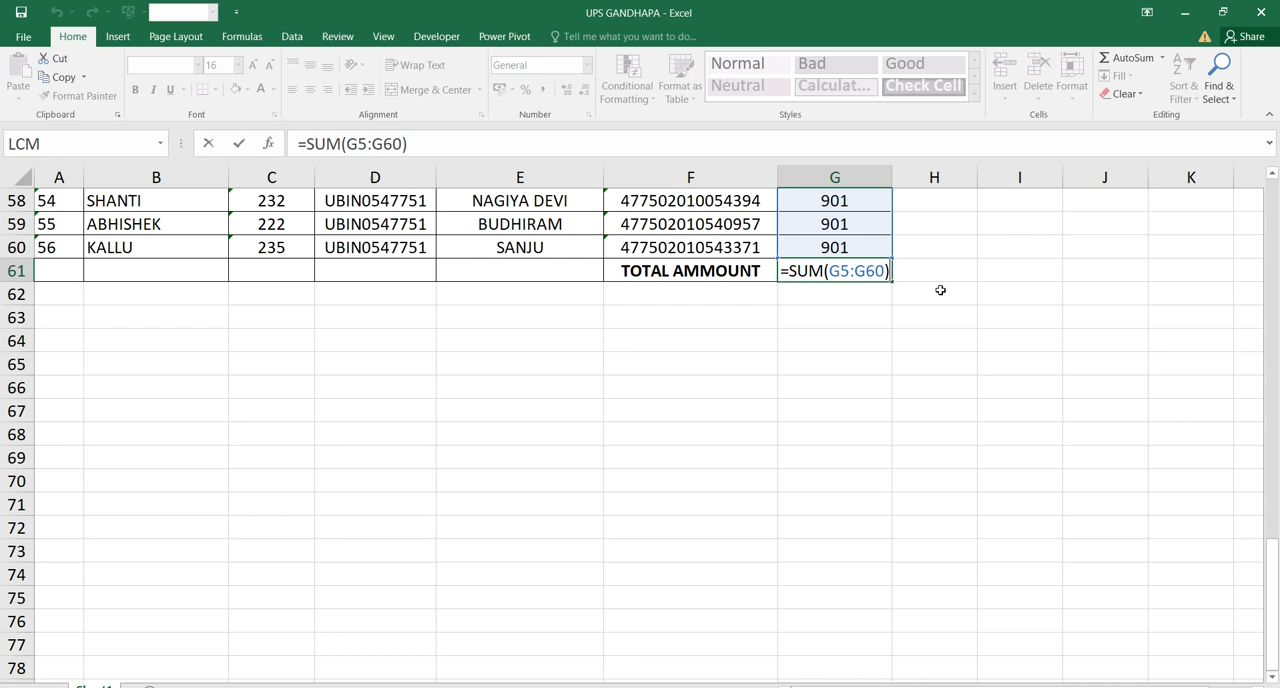 UPS GANDHAPA - Excel
File Home Insert Page Layout Formulas Data Review View Developer Power Pivot Tell me what you want to do... Share
Paste Cut Copy Format Painter Clipboard
16 B I U A Font
Wrap Text Merge & Center Alignment
General % , Number
Conditional Formatting Format as Table
Normal Bad Good
Neutral Calculat... Check Cell
Styles
Insert Delete Format Cells
AutoSum Fill Clear Sort & Filter Find & Select Editing
LCM fx =SUM(G5:G60)
A B C D E F G H I J K
58 54 SHANTI 232 UBIN0547751 NAGIYA DEVI 477502010054394 901
59 55 ABHISHEK 222 UBIN0547751 BUDHIRAM 477502010540957 901
60 56 KALLU 235 UBIN0547751 SANJU 477502010543371 901
61 TOTAL AMMOUNT =SUM(G5:G60)
62
63
64
65
66
67
68
69
70
71
72
73
74
75
76
77
78